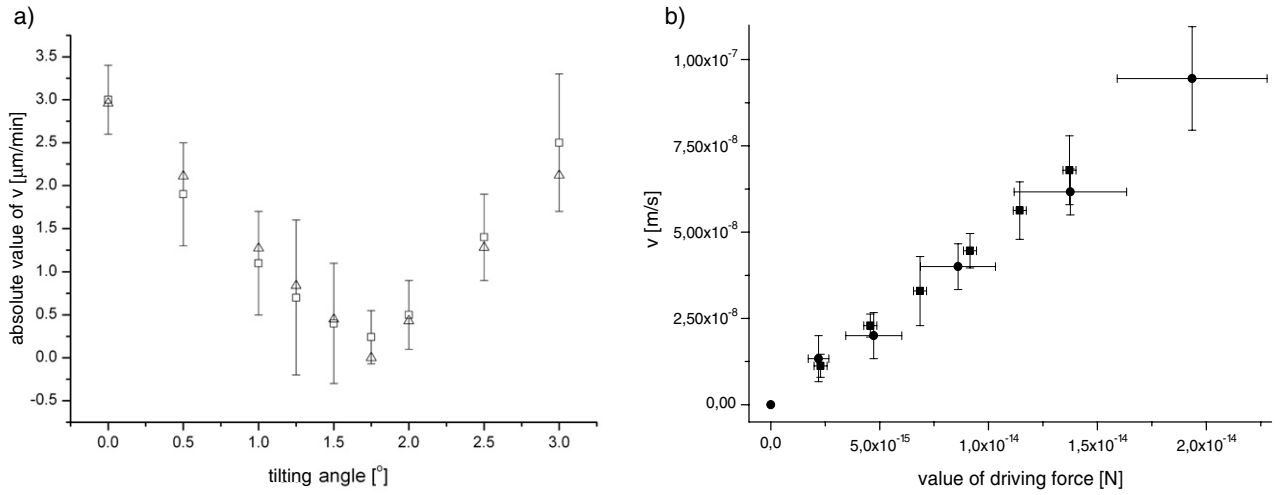 a)
3.5
3.0
2.5
2.0
1.5
1.0
0.5
0.0
-0.5
absolute value of v [µm/min]
0.0 0.5 1.0 1.5 2.0 2.5 3.0
tilting angle [°]
b)
1,00x10⁻⁷
7,50x10⁻⁸
5,00x10⁻⁸
2,50x10⁻⁸
0,00
v [m/s]
0,0 5,0x10⁻¹⁵ 1,0x10⁻¹⁴ 1,5x10⁻¹⁴ 2,0x10⁻¹⁴
value of driving force [N]